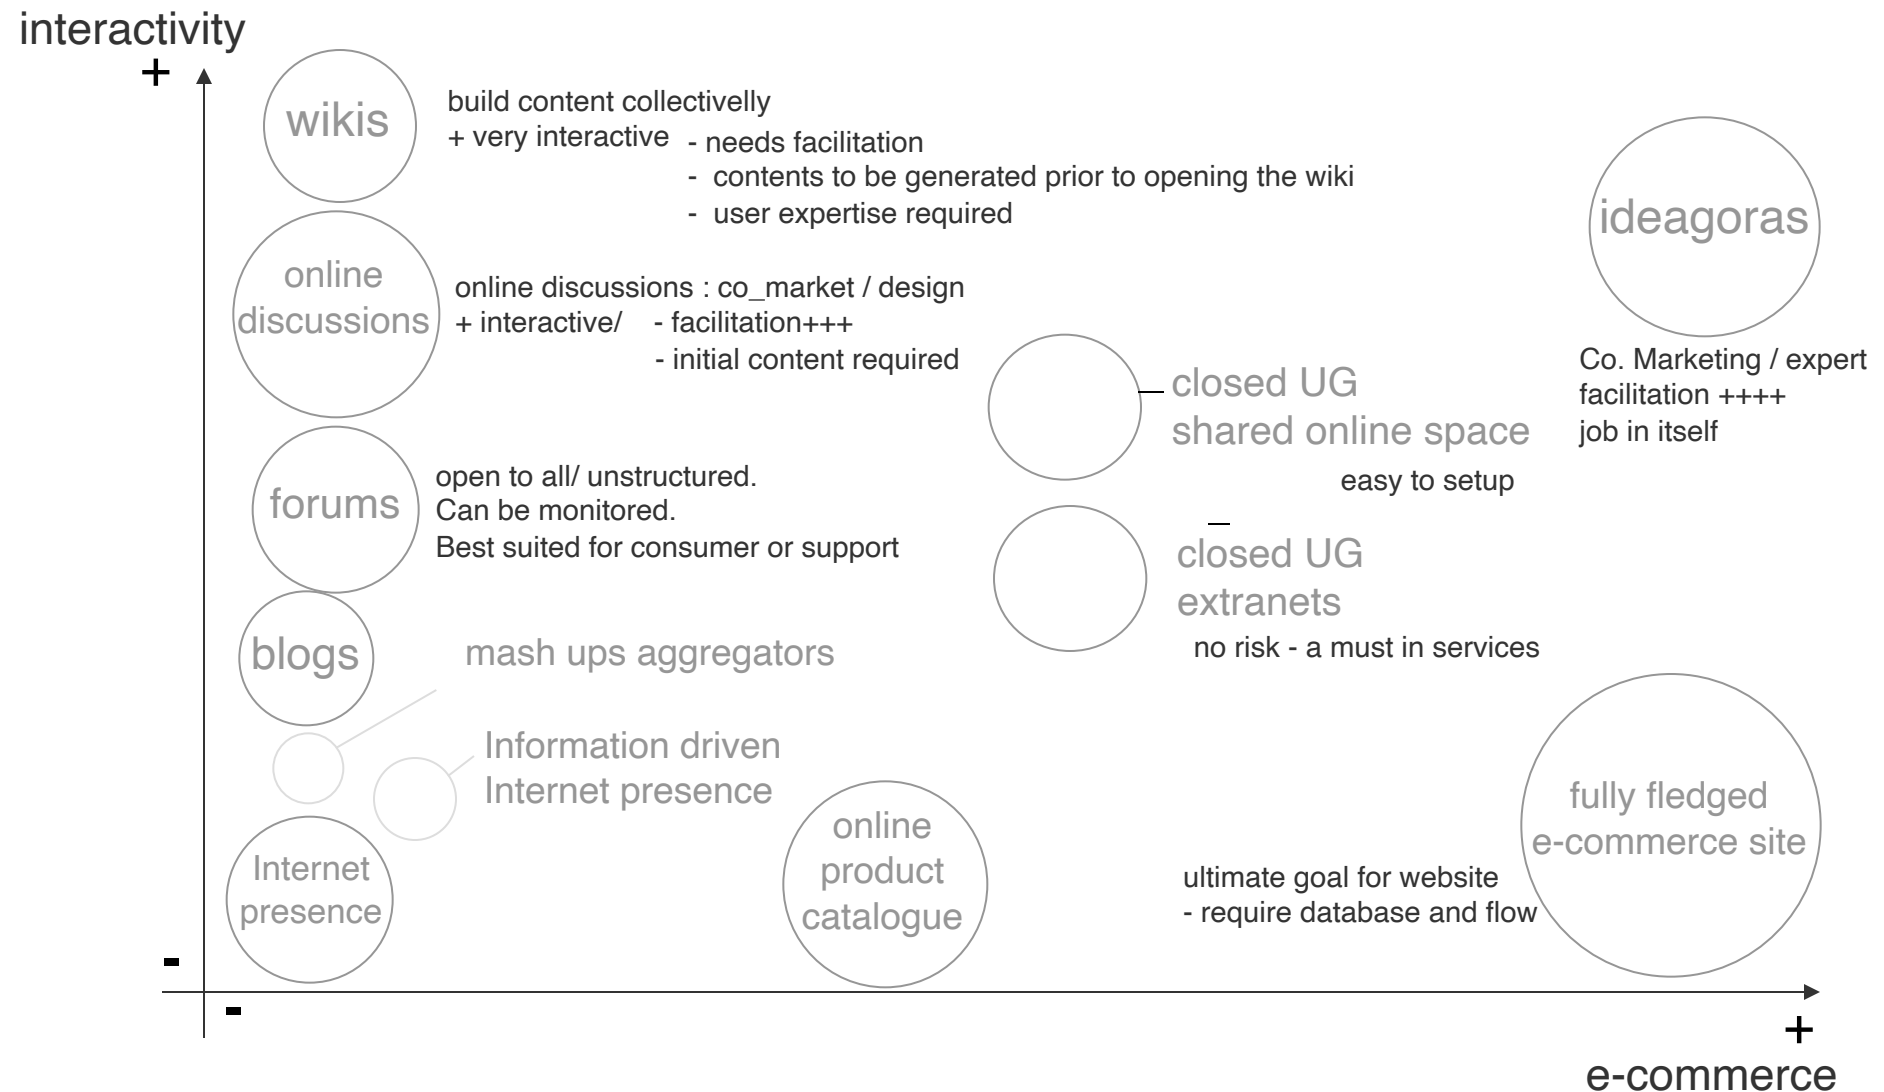 interactivity
+
wikis
build content collectivelly
+ very interactive
- needs facilitation
- contents to be generated prior to opening the wiki
- user expertise required
ideagoras
Co. Marketing / expert
facilitation ++++
job in itself
online
discussions
online discussions : co_market / design
+ interactive/
- facilitation+++
- initial content required
closed UG
shared online space
easy to setup
forums
open to all/ unstructured.
Can be monitored.
Best suited for consumer or support
closed UG
extranets
no risk - a must in services
blogs
mash ups aggregators
Information driven
Internet presence
Internet
presence
online
product
catalogue
ultimate goal for website
- require database and flow
fully fledged
e-commerce site
-
-
+
e-commerce